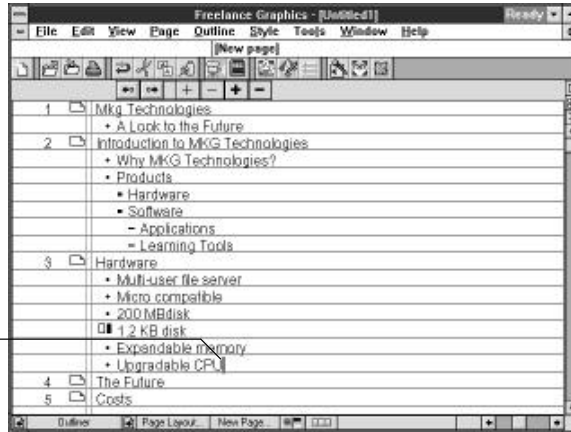 Freelance Graphics - [Untitled1] Ready
File Edit View Page Outline Style Tools Window Help
[New page]
1 Mkg Technologies
• A Look to the Future
2 Introduction to MKG Technologies
• Why MKG Technologies?
• Products
• Hardware
• Software
– Applications
– Learning Tools
3 Hardware
• Multi-user file server
• Micro compatible
• 200 MBdisk
1.2 KB disk
• Expandable memory
• Upgradable CPU
4 The Future
5 Costs
Outliner Page Layout... New Page...